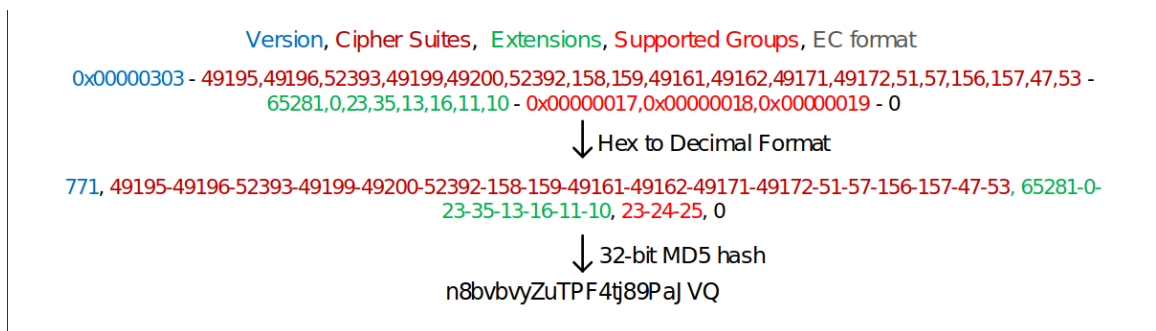 Version, Cipher Suites, Extensions, Supported Groups, EC format
0x00000303 - 49195,49196,52393,49199,49200,52392,158,159,49161,49162,49171,49172,51,57,156,157,47,53 -
65281,0,23,35,13,16,11,10 - 0x00000017,0x00000018,0x00000019 - 0
Hex to Decimal Format
771, 49195-49196-52393-49199-49200-52392-158-159-49161-49162-49171-49172-51-57-156-157-47-53, 65281-0-
23-35-13-16-11-10, 23-24-25, 0
32-bit MD5 hash
n8bvbvyZuTPF4tj89PaJVQ